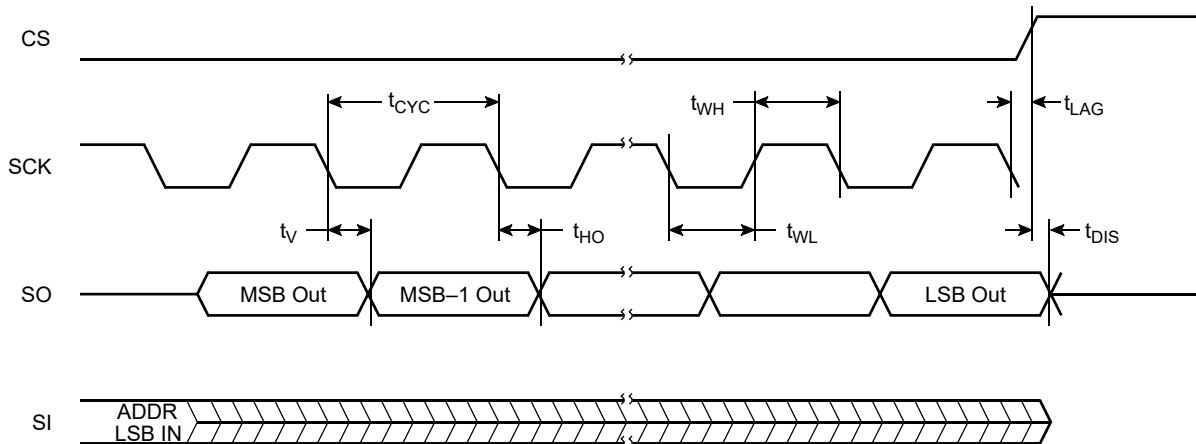 CS
t_CYC
t_WH
t_LAG
SCK
t_V
t_HO
t_WL
t_DIS
SO
MSB Out
MSB–1 Out
LSB Out
SI
ADDR
LSB IN